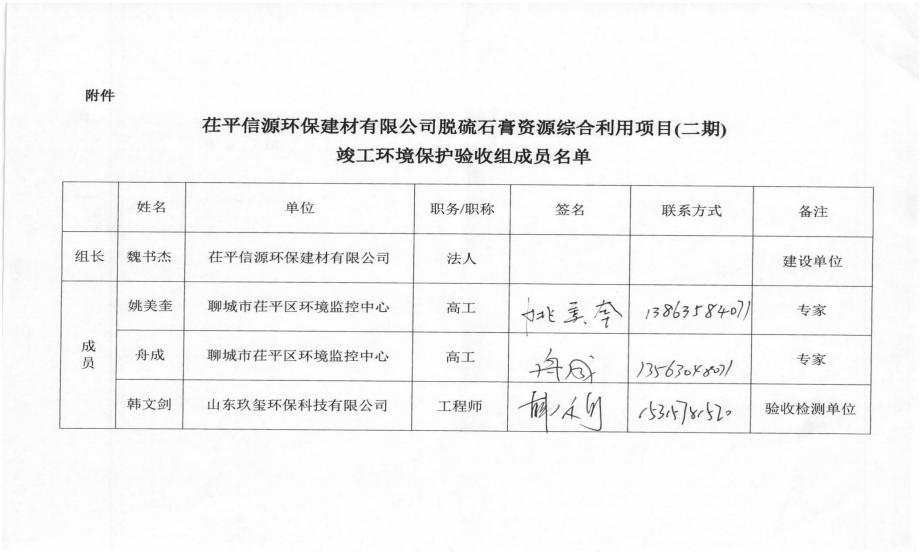 附件
茌平信源环保建材有限公司脱硫石膏资源综合利用项目(二期)
竣工环境保护验收组成员名单
姓名 单位 职务/职称 签名 联系方式 备注
组长 魏书杰 茌平信源环保建材有限公司 法人 建设单位
成员
姚美奎 聊城市茌平区环境监控中心 高工 姚美奎 13863584071 专家
舟成 聊城市茌平区环境监控中心 高工 舟成 13563048071 专家
韩文剑 山东玖玺环保科技有限公司 工程师 验收检测单位